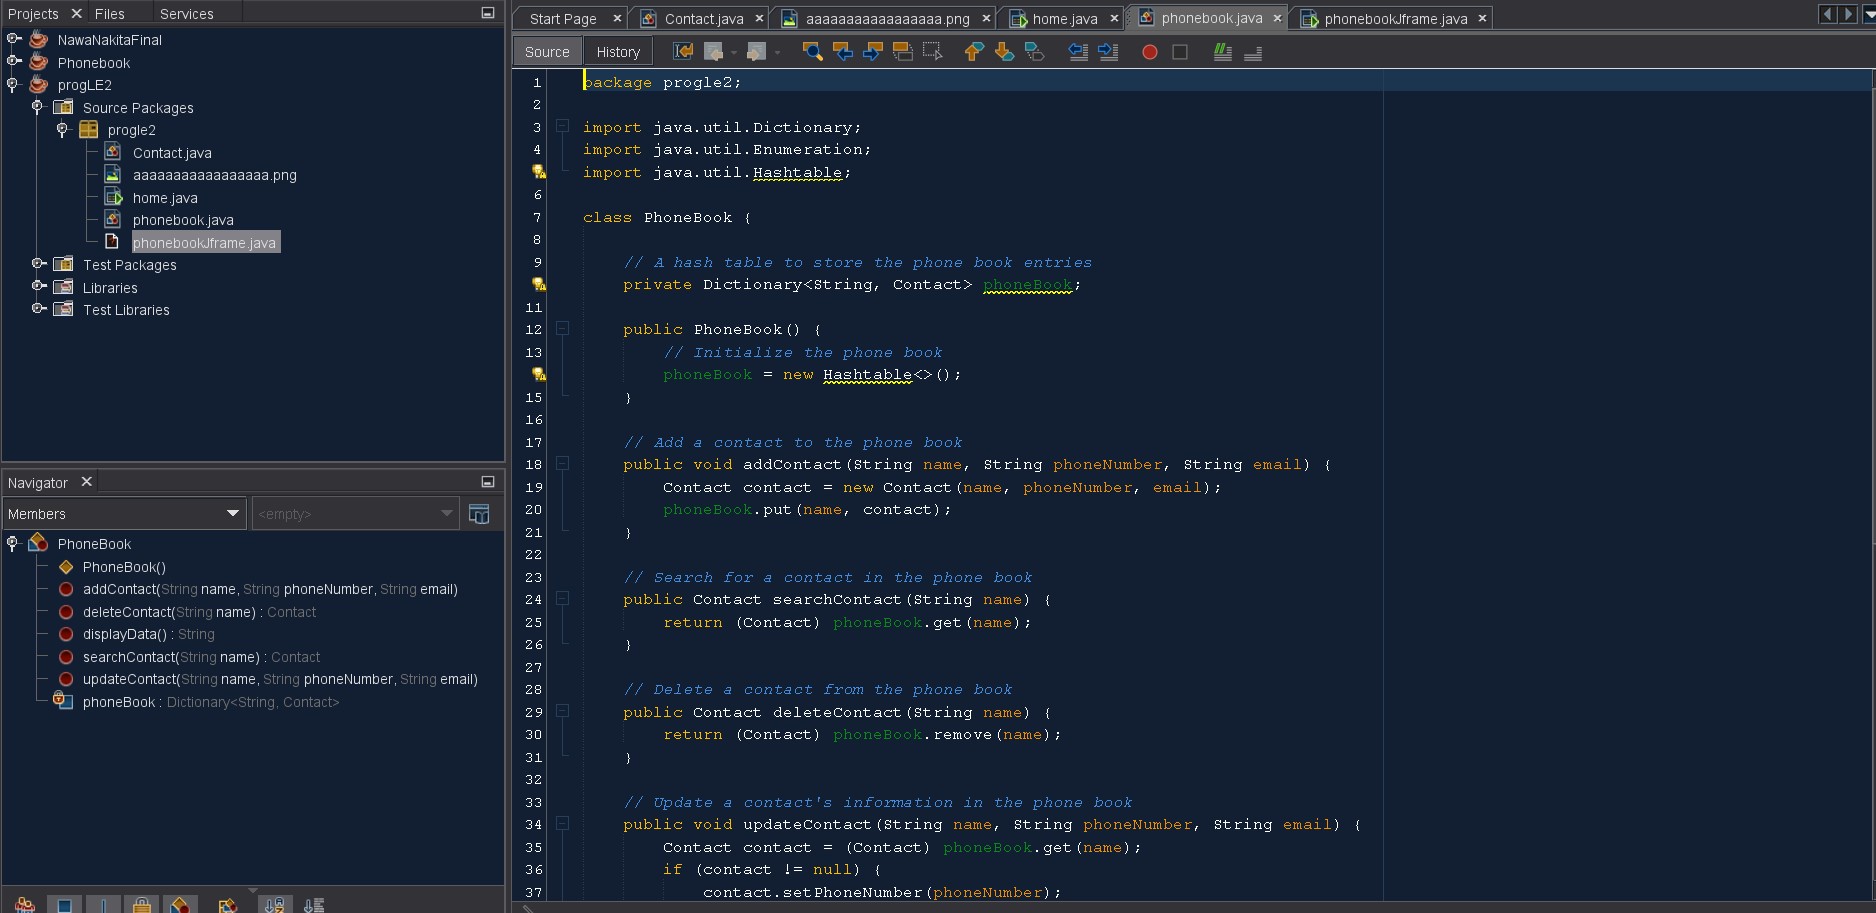 Projects Files Services
NawaNakitaFinal
Phonebook
progLE2
Source Packages
progle2
Contact.java
aaaaaaaaaaaaaaaaa.png
home.java
phonebook.java
phonebookJframe.java
Test Packages
Libraries
Test Libraries
Navigator
Members <empty>
PhoneBook
PhoneBook()
addContact(String name, String phoneNumber, String email)
deleteContact(String name) : Contact
displayData() : String
searchContact(String name) : Contact
updateContact(String name, String phoneNumber, String email)
phoneBook : Dictionary<String, Contact>
Start Page Contact.java aaaaaaaaaaaaaaaaa.png home.java phonebook.java phonebookJframe.java
Source History
1 package progle2;
2
3 import java.util.Dictionary;
4 import java.util.Enumeration;
import java.util.Hashtable;
6
7 class PhoneBook {
8
9 // A hash table to store the phone book entries
private Dictionary<String, Contact> phoneBook;
11
12 public PhoneBook() {
13 // Initialize the phone book
phoneBook = new Hashtable<>();
15 }
16
17 // Add a contact to the phone book
18 public void addContact(String name, String phoneNumber, String email) {
19 Contact contact = new Contact(name, phoneNumber, email);
20 phoneBook.put(name, contact);
21 }
22
23 // Search for a contact in the phone book
24 public Contact searchContact(String name) {
25 return (Contact) phoneBook.get(name);
26 }
27
28 // Delete a contact from the phone book
29 public Contact deleteContact(String name) {
30 return (Contact) phoneBook.remove(name);
31 }
32
33 // Update a contact's information in the phone book
34 public void updateContact(String name, String phoneNumber, String email) {
35 Contact contact = (Contact) phoneBook.get(name);
36 if (contact != null) {
37 contact.setPhoneNumber(phoneNumber);